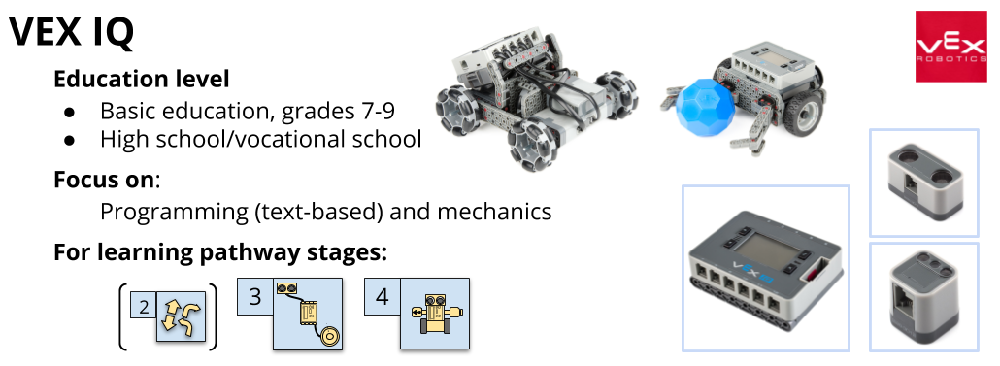 VEX IQ
Education level
● Basic education, grades 7-9
● High school/vocational school
Focus on:
Programming (text-based) and mechanics
For learning pathway stages:
( 2 ) 3 4
VEX
ROBOTICS
VEX